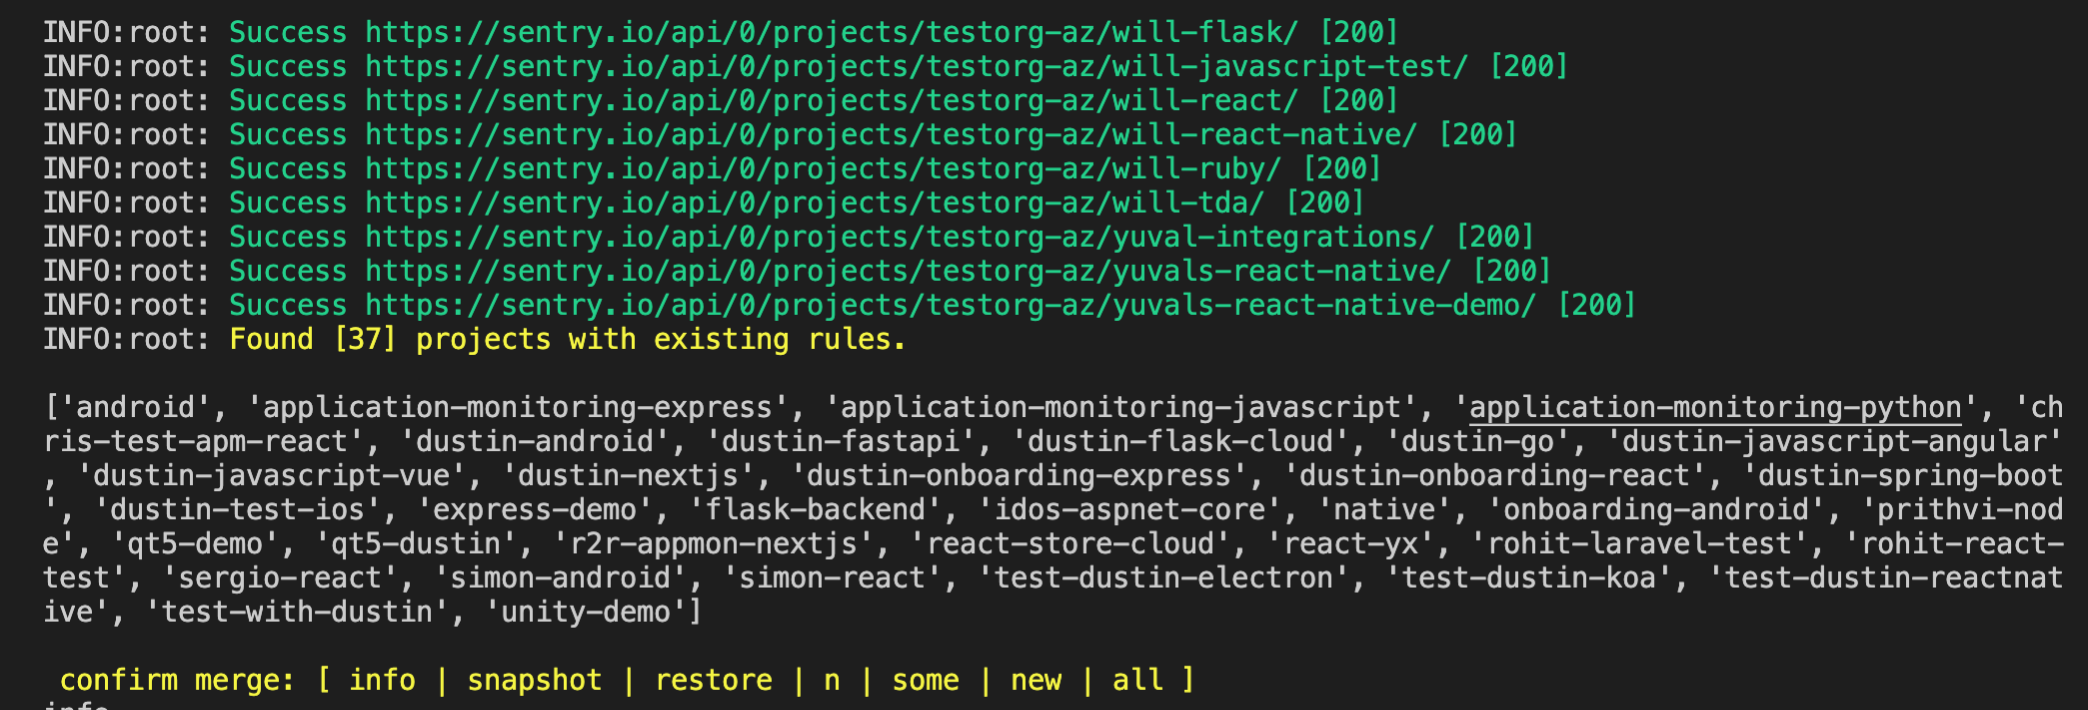 INFO:root: Success https://sentry.io/api/0/projects/testorg-az/will-flask/ [200]
INFO:root: Success https://sentry.io/api/0/projects/testorg-az/will-javascript-test/ [200]
INFO:root: Success https://sentry.io/api/0/projects/testorg-az/will-react/ [200]
INFO:root: Success https://sentry.io/api/0/projects/testorg-az/will-react-native/ [200]
INFO:root: Success https://sentry.io/api/0/projects/testorg-az/will-ruby/ [200]
INFO:root: Success https://sentry.io/api/0/projects/testorg-az/will-tda/ [200]
INFO:root: Success https://sentry.io/api/0/projects/testorg-az/yuval-integrations/ [200]
INFO:root: Success https://sentry.io/api/0/projects/testorg-az/yuvals-react-native/ [200]
INFO:root: Success https://sentry.io/api/0/projects/testorg-az/yuvals-react-native-demo/ [200]
INFO:root: Found [37] projects with existing rules.
['android', 'application-monitoring-express', 'application-monitoring-javascript', 'application-monitoring-python', 'ch
ris-test-apm-react', 'dustin-android', 'dustin-fastapi', 'dustin-flask-cloud', 'dustin-go', 'dustin-javascript-angular'
, 'dustin-javascript-vue', 'dustin-nextjs', 'dustin-onboarding-express', 'dustin-onboarding-react', 'dustin-spring-boot
', 'dustin-test-ios', 'express-demo', 'flask-backend', 'idos-aspnet-core', 'native', 'onboarding-android', 'prithvi-nod
e', 'qt5-demo', 'qt5-dustin', 'r2r-appmon-nextjs', 'react-store-cloud', 'react-yx', 'rohit-laravel-test', 'rohit-react-
test', 'sergio-react', 'simon-android', 'simon-react', 'test-dustin-electron', 'test-dustin-koa', 'test-dustin-reactnat
ive', 'test-with-dustin', 'unity-demo']
confirm merge: [ info | snapshot | restore | n | some | new | all ]